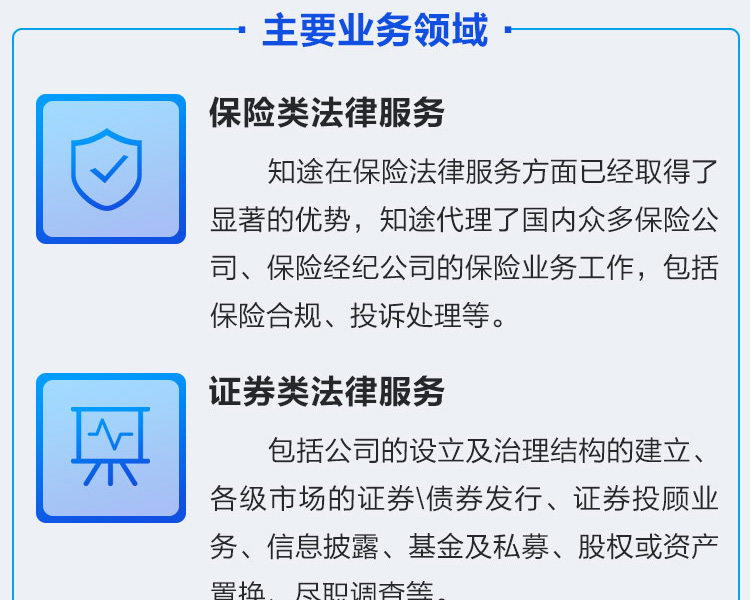 主要业务领域
保险类法律服务
知途在保险法律服务方面已经取得了
显著的优势，知途代理了国内众多保险公
司、保险经纪公司的保险业务工作，包括
保险合规、投诉处理等。
证券类法律服务
包括公司的设立及治理结构的建立、
各级市场的证券\债券发行、证券投顾业
务、信息披露、基金及私募、股权或资产
置换、尽职调查等。